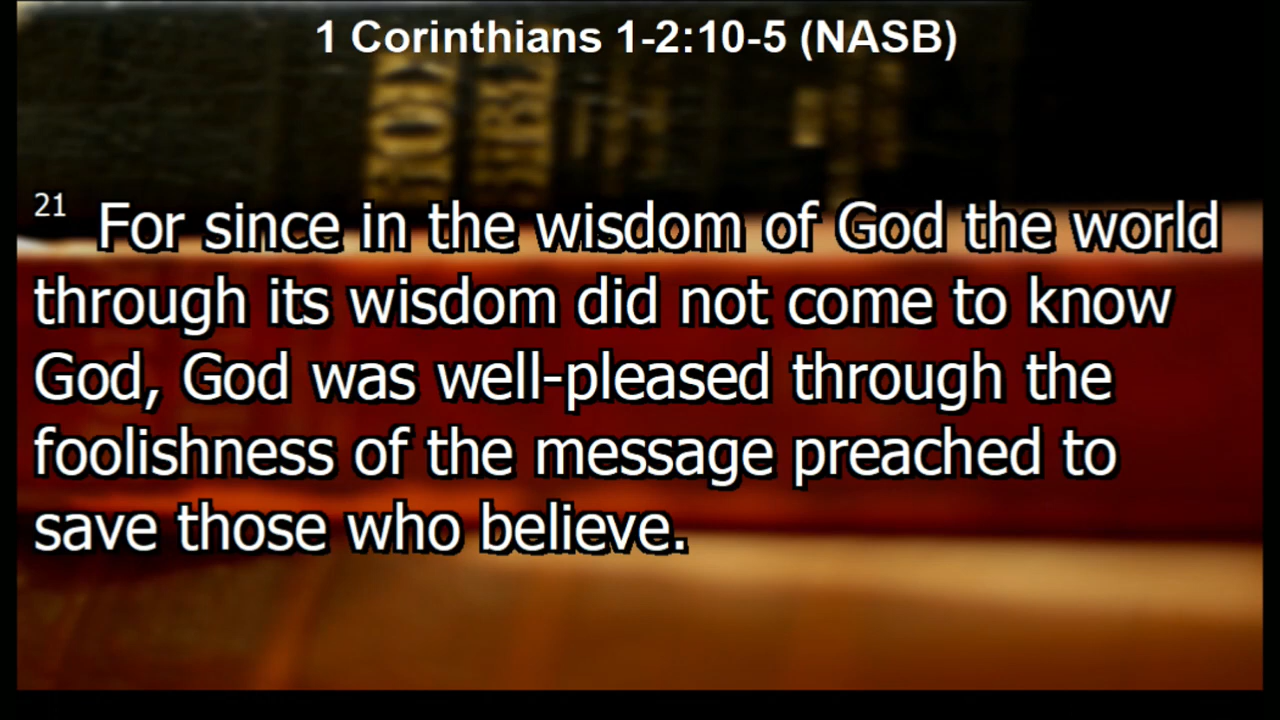 1 Corinthians 1-2:10-5 (NASB)
HOLY BIBLE
21 For since in the wisdom of God the world
through its wisdom did not come to know
God, God was well-pleased through the
foolishness of the message preached to
save those who believe.